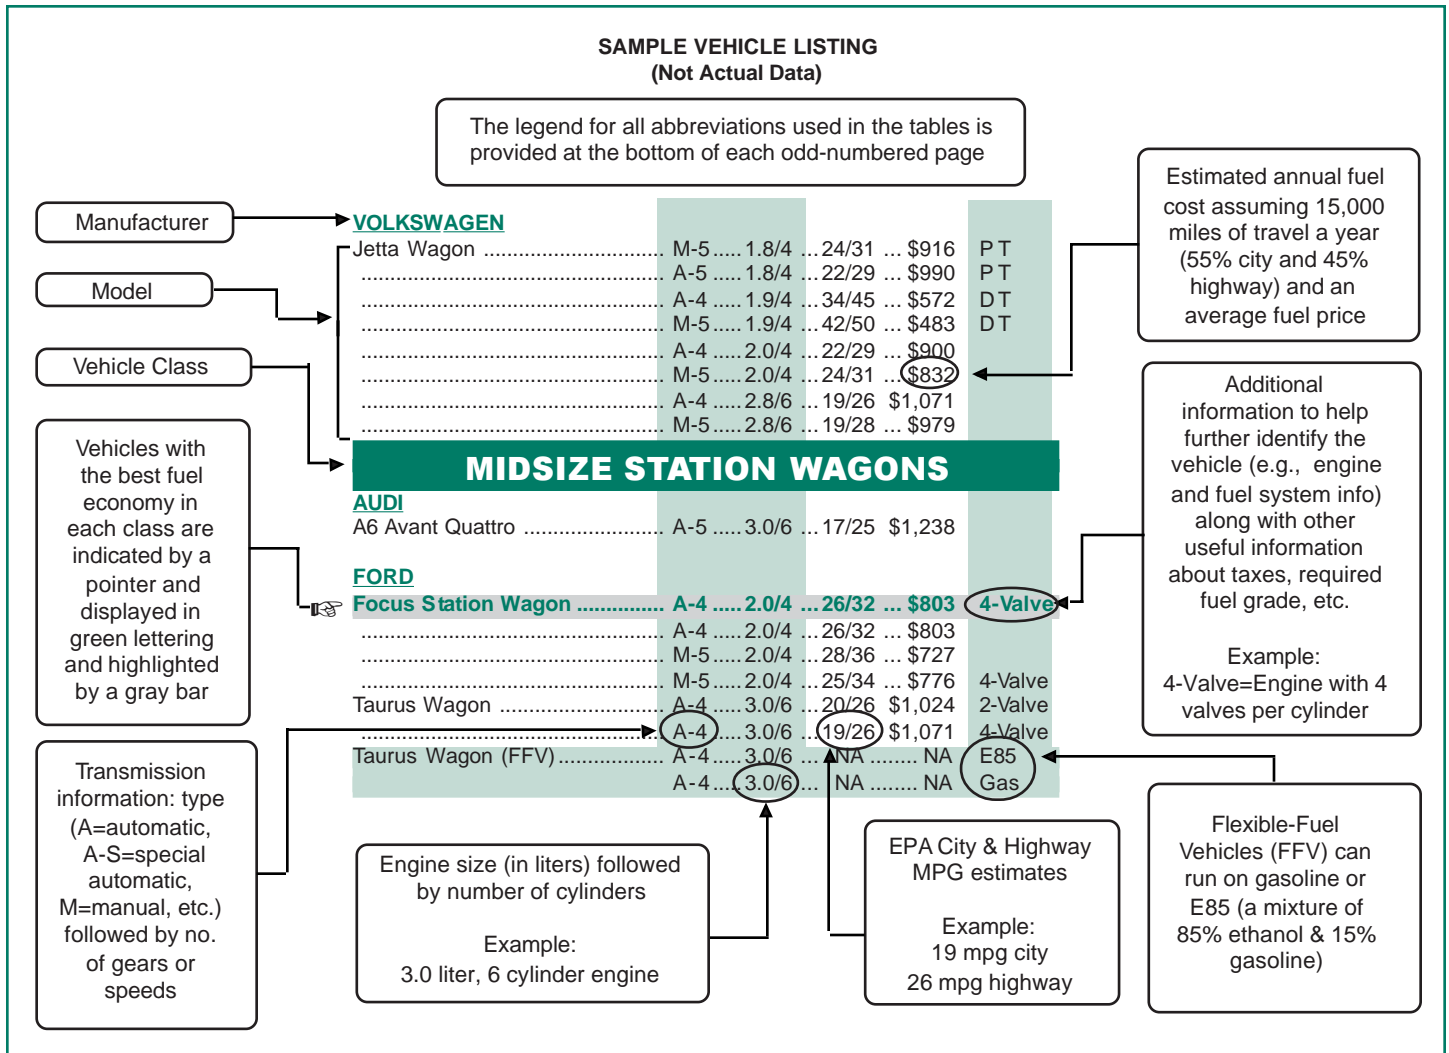 SAMPLE VEHICLE LISTING
(Not Actual Data)
The legend for all abbreviations used in the tables is
provided at the bottom of each odd-numbered page
Manufacturer
Model
Vehicle Class
Vehicles with
the best fuel
economy in
each class are
indicated by a
pointer and
displayed in
green lettering
and highlighted
by a gray bar
Transmission
information: type
(A=automatic,
A-S=special
automatic,
M=manual, etc.)
followed by no.
of gears or
speeds
VOLKSWAGEN
Jetta Wagon ............................. M-5 ..... 1.8/4 ... 24/31 ... $916 P T
..................................................... A-5 ..... 1.8/4 ... 22/29 ... $990 P T
..................................................... A-4 ..... 1.9/4 ... 34/45 ... $572 D T
..................................................... M-5 ..... 1.9/4 ... 42/50 ... $483 D T
..................................................... A-4 ..... 2.0/4 ... 22/29 ... $900
..................................................... M-5 ..... 2.0/4 ... 24/31 ... $832
..................................................... A-4 ..... 2.8/6 ... 19/26 $1,071
..................................................... M-5 ..... 2.8/6 ... 19/28 ... $979
MIDSIZE STATION WAGONS
AUDI
A6 Avant Quattro ........................ A-5 ..... 3.0/6 ... 17/25 $1,238
FORD
Focus Station Wagon ............... A-4 ..... 2.0/4 ... 26/32 ... $803 4-Valve
..................................................... A-4 ..... 2.0/4 ... 26/32 ... $803
..................................................... M-5 ..... 2.0/4 ... 28/36 ... $727
..................................................... M-5 ..... 2.0/4 ... 25/34 ... $776 4-Valve
Taurus Wagon ............................. A-4 ..... 3.0/6 ... 20/26 $1,024 2-Valve
..................................................... A-4 ..... 3.0/6 ... 19/26 $1,071 4-Valve
Taurus Wagon (FFV) .................. A-4 ..... 3.0/6 ... NA ........ NA E85
A-4 ..... 3.0/6 ... NA ........ NA Gas
Engine size (in liters) followed
by number of cylinders
Example:
3.0 liter, 6 cylinder engine
EPA City & Highway
MPG estimates
Example:
19 mpg city
26 mpg highway
Estimated annual fuel
cost assuming 15,000
miles of travel a year
(55% city and 45%
highway) and an
average fuel price
Additional
information to help
further identify the
vehicle (e.g., engine
and fuel system info)
along with other
useful information
about taxes, required
fuel grade, etc.
Example:
4-Valve=Engine with 4
valves per cylinder
Flexible-Fuel
Vehicles (FFV) can
run on gasoline or
E85 (a mixture of
85% ethanol & 15%
gasoline)